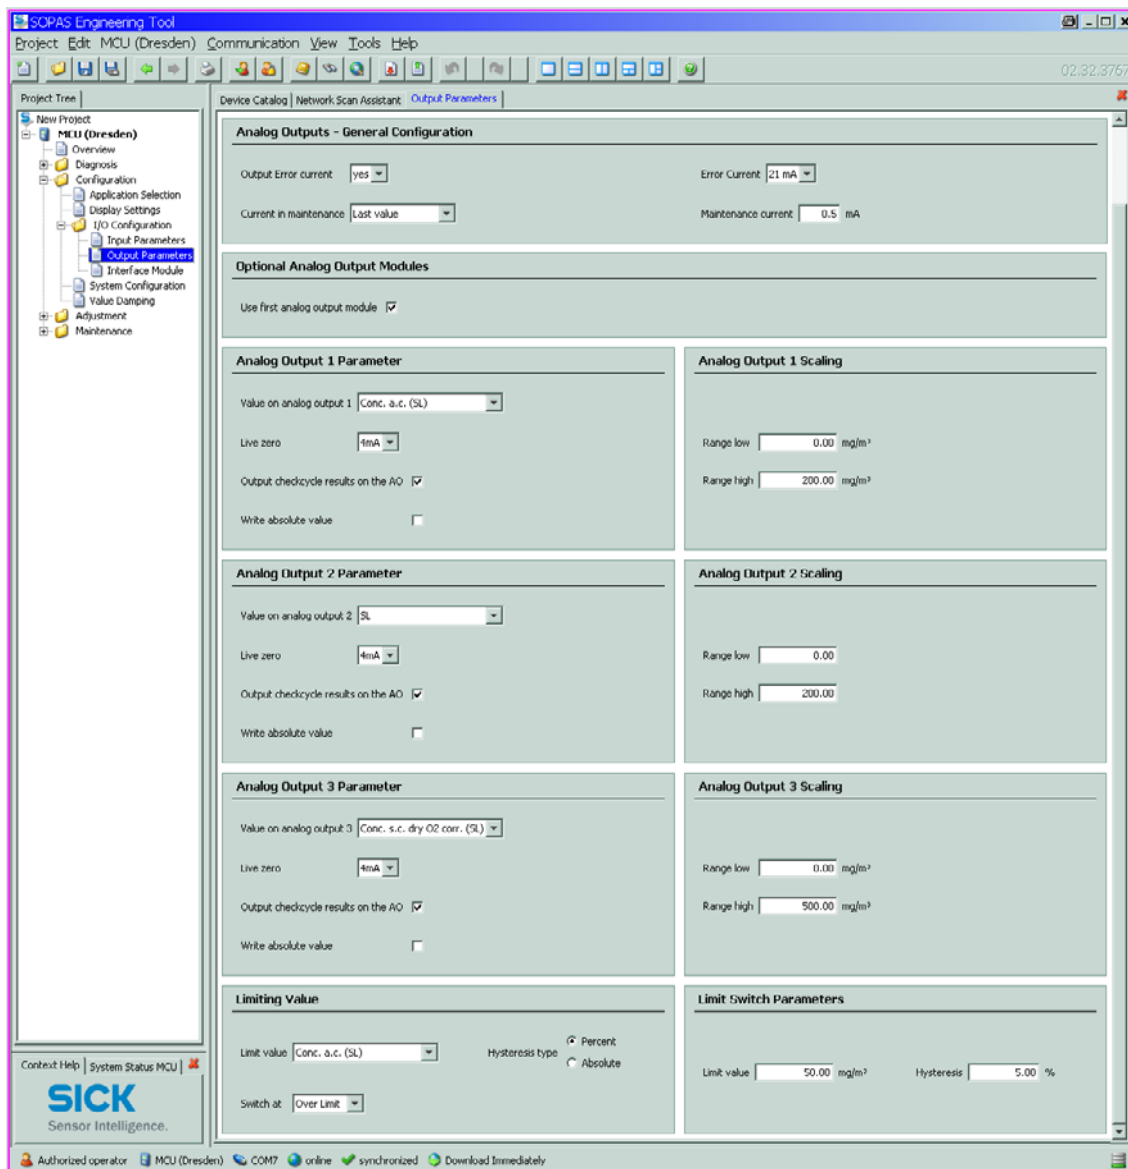 SOPAS Engineering Tool
Project Edit MCU (Dresden) Communication View Tools Help
02.32.3767
Project Tree
Device Catalog Network Scan Assistant Output Parameters
New Project
MCU (Dresden)
Overview
Diagnosis
Configuration
Application Selection
Display Settings
I/O Configuration
Input Parameters
Output Parameters
Interface Module
System Configuration
Value Damping
Adjustment
Maintenance
Analog Outputs - General Configuration
Output Error current yes Error Current 21 mA
Current in maintenance Last value Maintenance current 0.5 mA
Optional Analog Output Modules
Use first analog output module
Analog Output 1 Parameter
Value on analog output 1 Conc. a.c. (SL)
Live zero 4mA
Output checkcycle results on the AO
Write absolute value
Analog Output 1 Scaling
Range low 0.00 mg/m³
Range high 200.00 mg/m³
Analog Output 2 Parameter
Value on analog output 2 SL
Live zero 4mA
Output checkcycle results on the AO
Write absolute value
Analog Output 2 Scaling
Range low 0.00
Range high 200.00
Analog Output 3 Parameter
Value on analog output 3 Conc. s.c. dry O2 corr. (SL)
Live zero 4mA
Output checkcycle results on the AO
Write absolute value
Analog Output 3 Scaling
Range low 0.00 mg/m³
Range high 500.00 mg/m³
Limiting Value
Limit value Conc. a.c. (SL) Hysteresis type Percent
Absolute
Switch at Over Limit
Limit Switch Parameters
Limit value 50.00 mg/m³ Hysteresis 5.00 %
Context Help System Status MCU
SICK
Sensor Intelligence.
Authorized operator MCU (Dresden) COM7 online synchronized Download Immediately